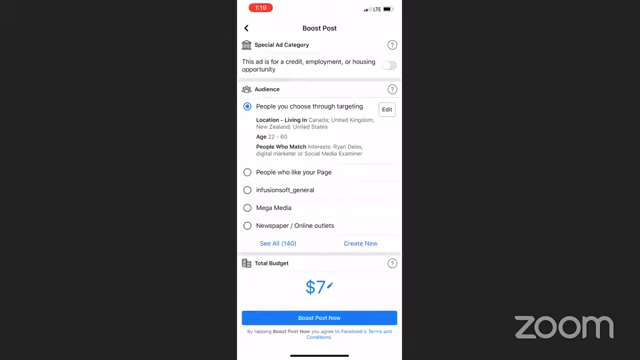 1:19
LTE
Boost Post
Special Ad Category
This ad is for a credit, employment, or housing
opportunity
Audience
People you choose through targeting
Edit
Location - Living In Canada; United Kingdom,
New Zealand; United States
Age 22 - 60
People Who Match Interests: Ryan Deiss,
digital marketer or Social Media Examiner
People who like your Page
infusionsoft_general
Mega Media
Newspaper / Online outlets
See All (140)
Create New
Total Budget
$7
Boost Post Now
By tapping Boost Post Now you agree to Facebook's Terms and
Conditions.
zoom